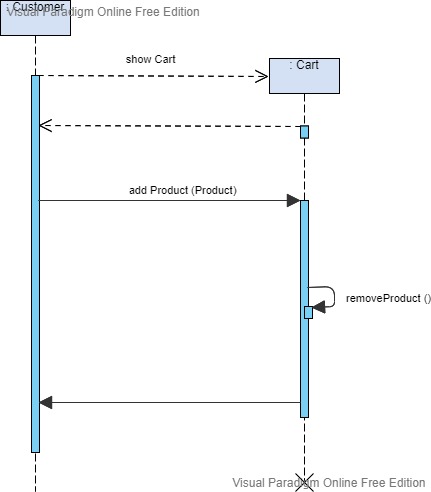 : Customer
Visual Paradigm Online Free Edition
show Cart
: Cart
add Product (Product)
removeProduct ()
Visual Paradigm Online Free Edition